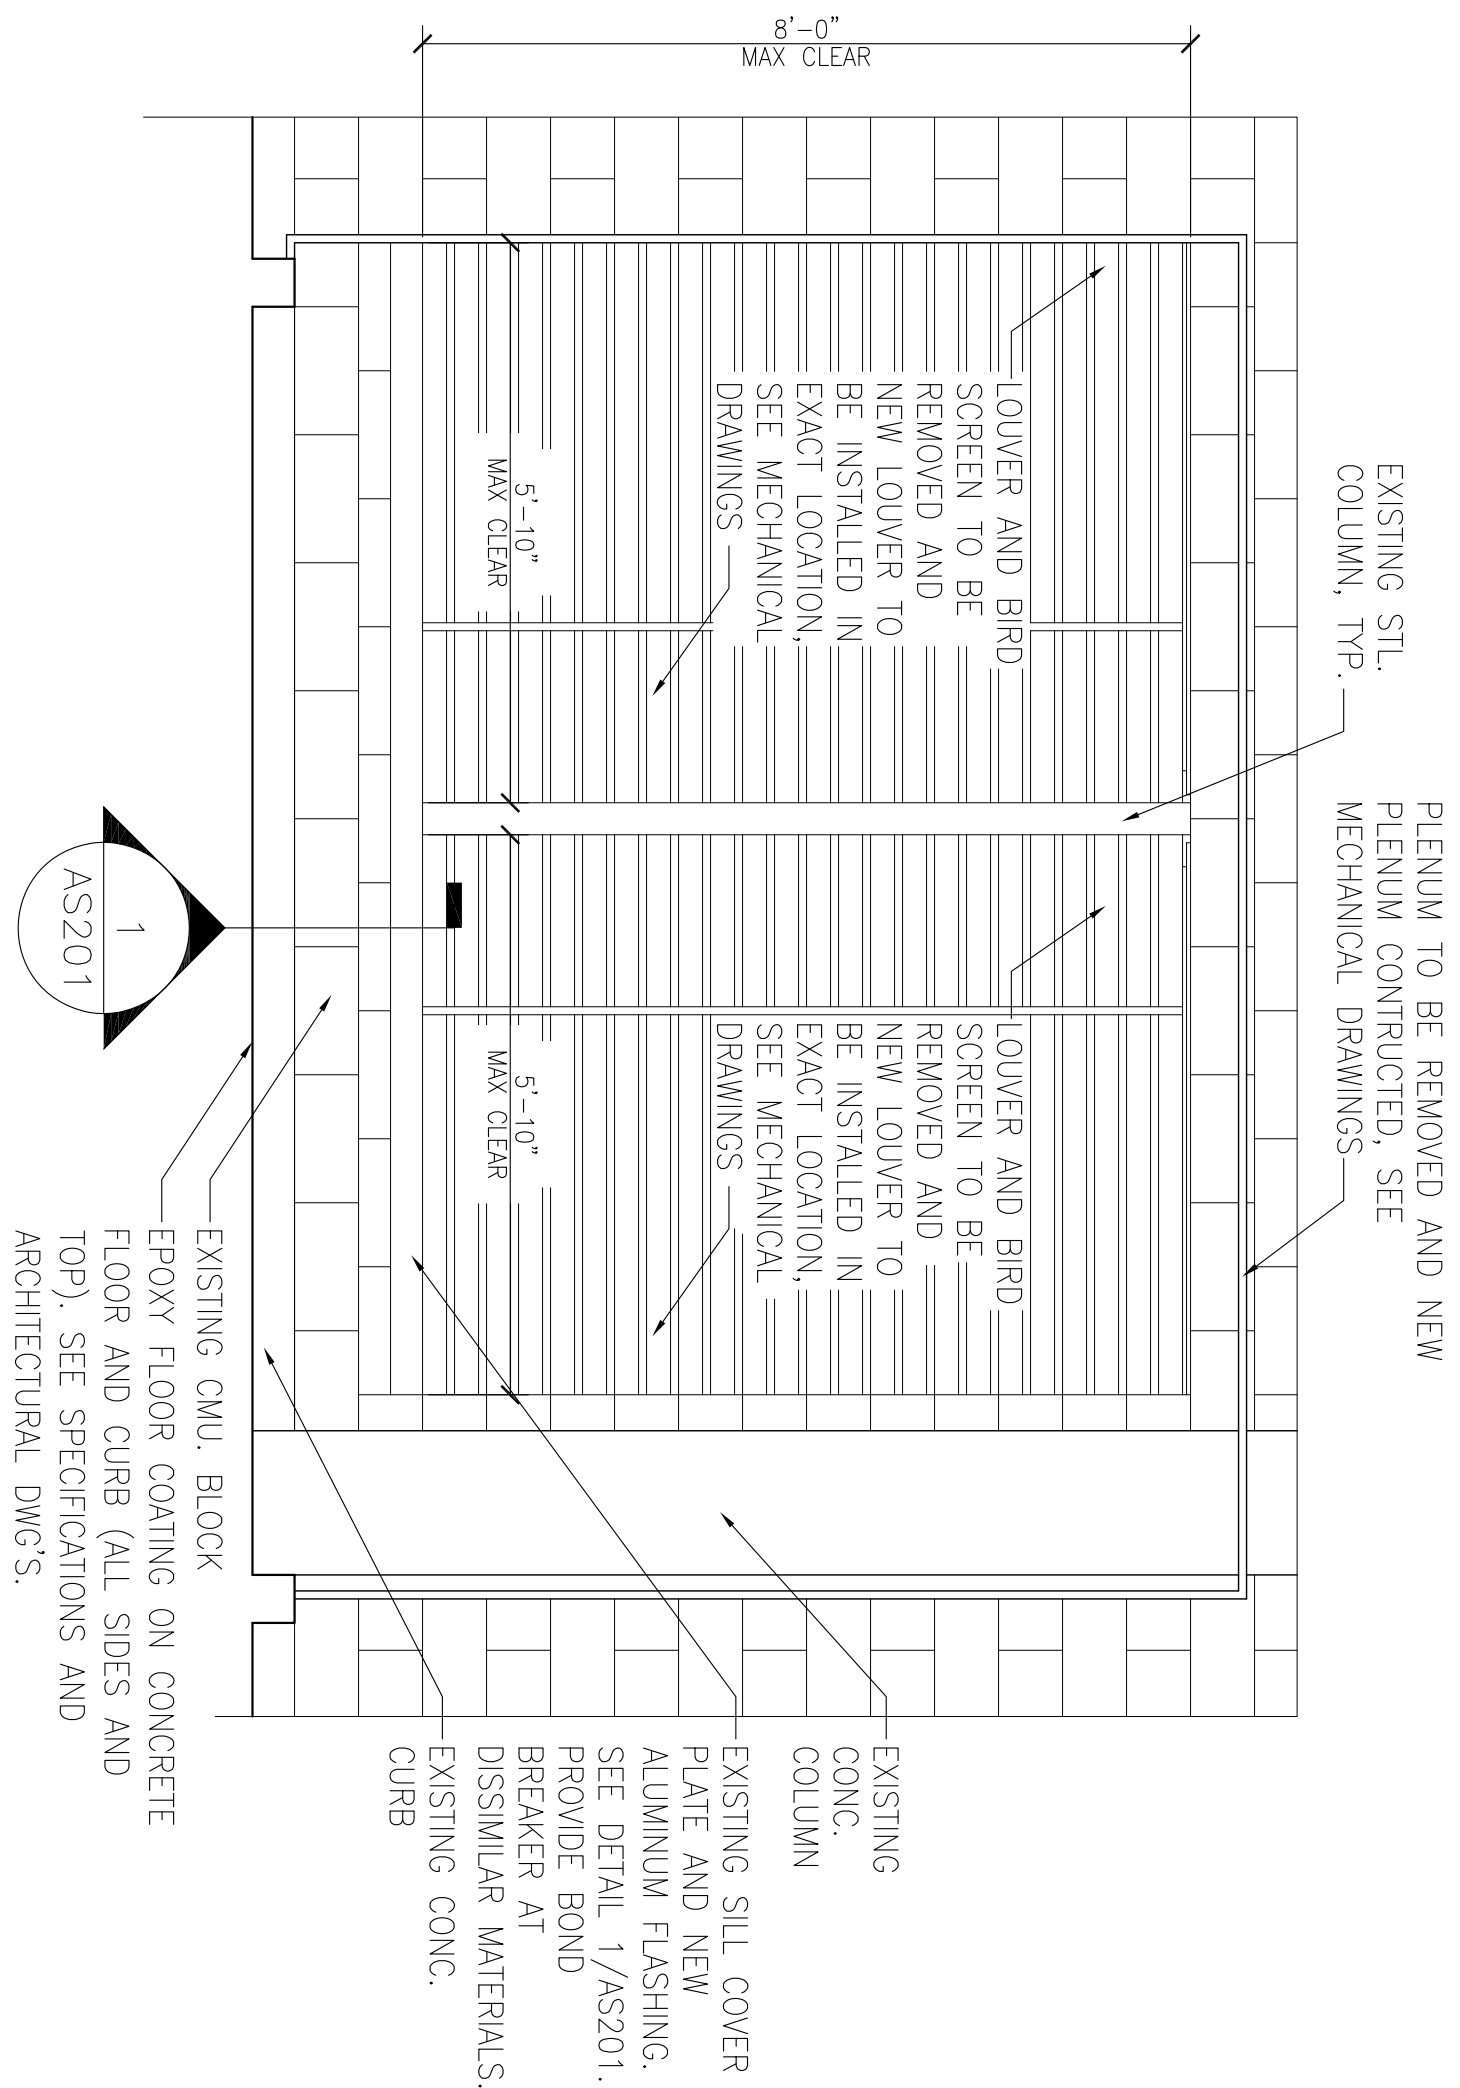 8'-0"
MAX CLEAR
EXISTING STL.
COLUMN, TYP.
PLENUM TO BE REMOVED AND NEW
PLENUM CONTRUCTED, SEE
MECHANICAL DRAWINGS
LOUVER AND BIRD
SCREEN TO BE
REMOVED AND
NEW LOUVER TO
BE INSTALLED IN
EXACT LOCATION,
SEE MECHANICAL
DRAWINGS
5'-10"
MAX CLEAR
LOUVER AND BIRD
SCREEN TO BE
REMOVED AND
NEW LOUVER TO
BE INSTALLED IN
EXACT LOCATION,
SEE MECHANICAL
DRAWINGS
5'-10"
MAX CLEAR
EXISTING
CONC.
COLUMN
EXISTING SILL COVER
PLATE AND NEW
ALUMINUM FLASHING.
SEE DETAIL 1/AS201.
PROVIDE BOND
BREAKER AT
DISSIMILAR MATERIALS.
EXISTING CONC.
CURB
1
AS201
EXISTING CMU. BLOCK
EPOXY FLOOR COATING ON CONCRETE
FLOOR AND CURB (ALL SIDES AND
TOP). SEE SPECIFICATIONS AND
ARCHITECTURAL DWG'S.